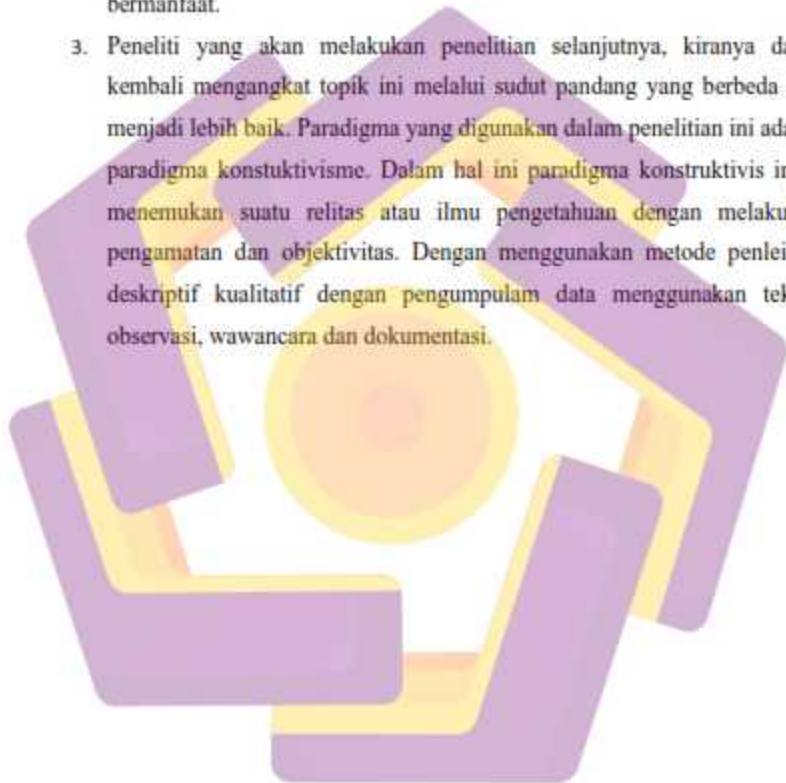 bermanfaat.
3. Peneliti yang akan melakukan penelitian selanjutnya, kiranya da
kembali mengangkat topik ini melalui sudut pandang yang berbeda
menjadi lebih baik. Paradigma yang digunakan dalam penelitian ini ada
paradigma konstuktivisme. Dalam hal ini paradigma konstruktivis in
menemukan suatu relitas atau ilmu pengetahuan dengan melaku
pengamatan dan objektivitas. Dengan menggunakan metode penlei
deskriptif kualitatif dengan pengumpulam data menggunakan tek
observasi, wawancara dan dokumentasi.